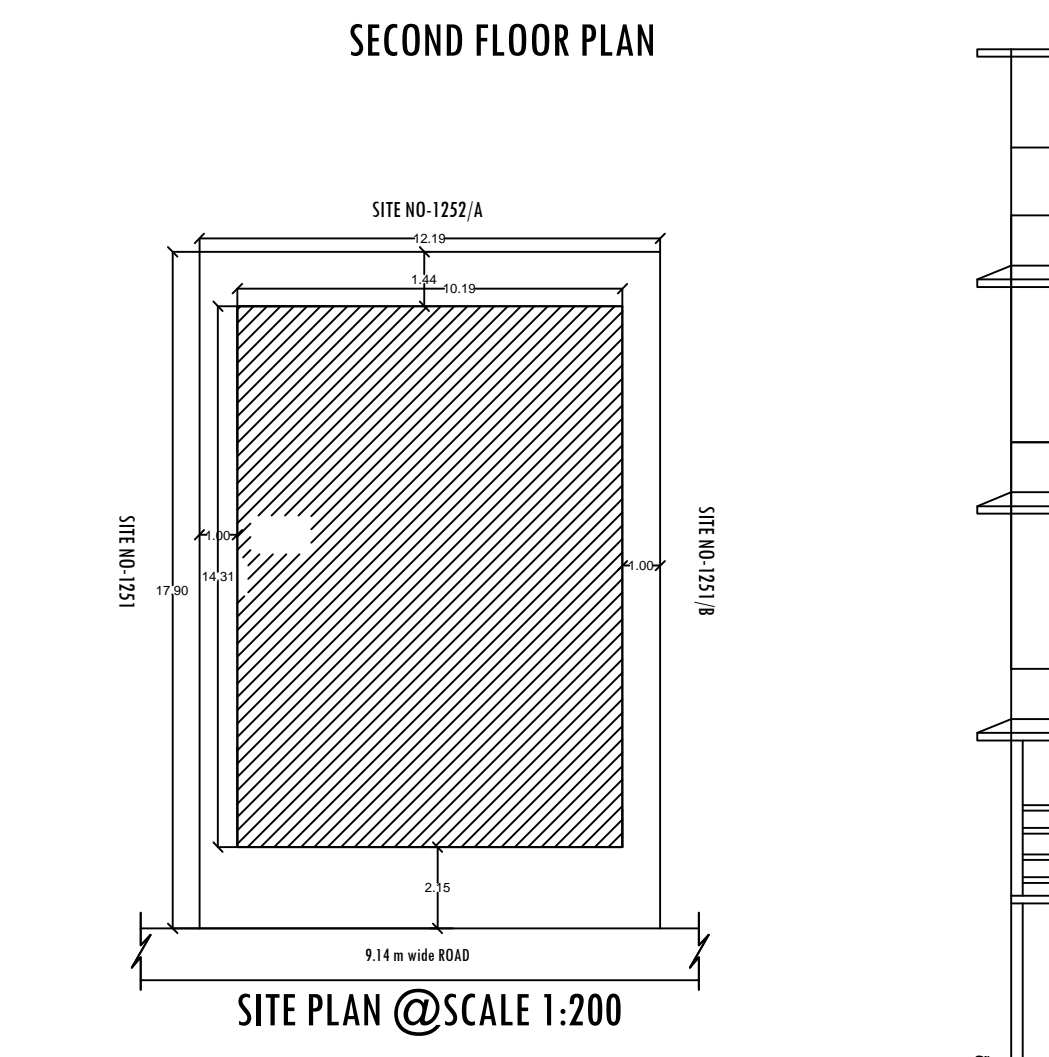 SECOND FLOOR PLAN
SITE NO-1252/A
12.19
1.44
10.19
SITE NO-1251
17.90
1.00
14.31
1.00
SITE NO-1251/B
2.15
9.14 m wide ROAD
SITE PLAN @SCALE 1:200